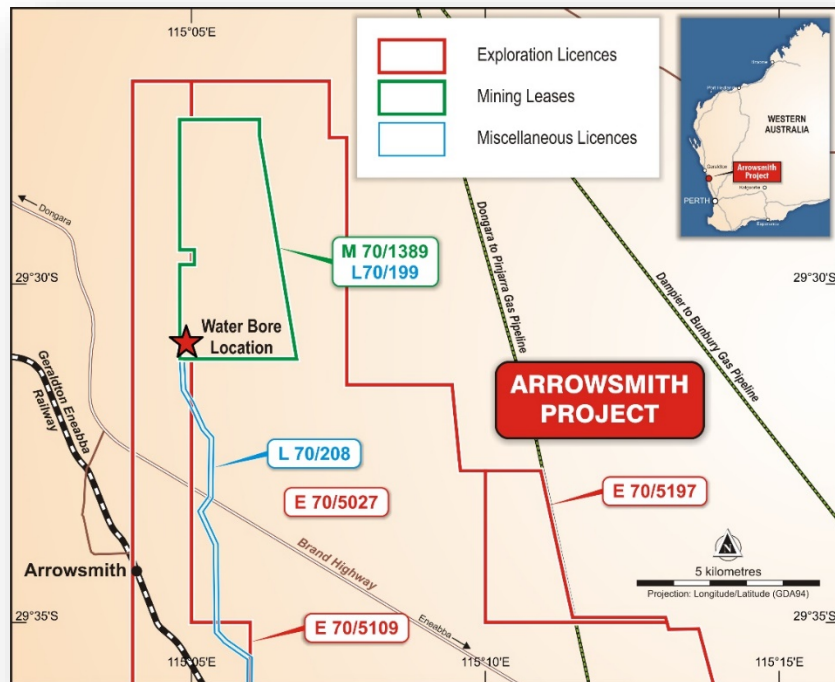 115°05'E
Exploration Licences
Mining Leases
Miscellaneous Licences
WESTERN
AUSTRALIA
Arrowsmith
Project
PERTH
Dongara
M 70/1389
L70/199
29°30'S
29°30'S
Water Bore
Location
Dongara to Pinjarra Gas Pipeline
Dampier to Bunbury Gas Pipeline
Geraldton Eneabba
Railway
ARROWSMITH
PROJECT
L 70/208
E 70/5027
E 70/5197
Brand Highway
N
5 kilometres
Projection: Longitude/Latitude (GDA94)
Arrowsmith
Eneabba
29°35'S
29°35'S
E 70/5109
115°05'E
115°10'E
115°15'E